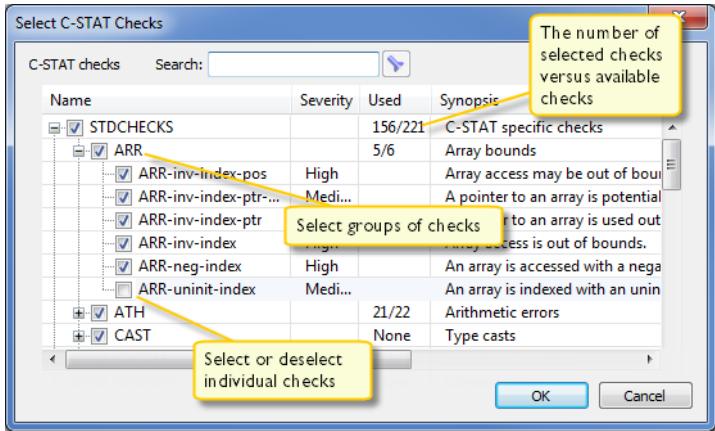 Select C-STAT Checks
The number of
selected checks
versus available
checks
C-STAT checks Search:
Name Severity Used Synopsis
STDCHECKS 156/221 C-STAT specific checks
ARR 5/6 Array bounds
ARR-inv-index-pos High Array access may be out of bour
ARR-inv-index-ptr-... Medi... A pointer to an array is potential
ARR-inv-index-ptr to an array is used out
Select groups of checks
ARR-inv-index access is out of bounds.
ARR-neg-index High An array is accessed with a nega
ARR-uninit-index Medi... An array is indexed with an unin
ATH 21/22 Arithmetic errors
CAST None Type casts
Select or deselect
individual checks
OK Cancel